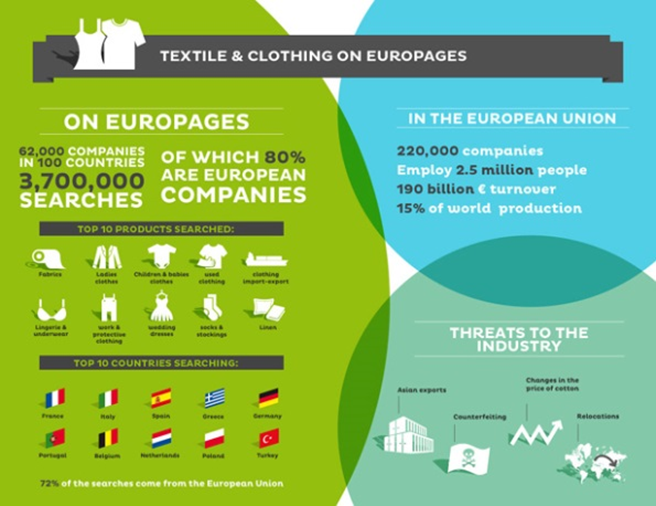 TEXTILE & CLOTHING ON EUROPAGES
ON EUROPAGES
62,000 COMPANIES
IN 100 COUNTRIES
3,700,000
SEARCHES
OF WHICH 80%
ARE EUROPEAN
COMPANIES
TOP 10 PRODUCTS SEARCHED:
Fabrics
Ladies
clothes
Children & babies
clothes
used
clothing
clothing
import-export
Lingerie &
underwear
work &
protective
clothing
wedding
dresses
socks &
stockings
Linen
TOP 10 COUNTRIES SEARCHING:
France
Italy
Spain
Greece
Germany
Portugal
Belgium
Netherlands
Poland
Turkey
72% of the searches come from the European Union
IN THE EUROPEAN UNION
220,000 companies
Employ 2.5 million people
190 billion € turnover
15% of world production
THREATS TO THE
INDUSTRY
Asian exports
Counterfeiting
Changes in the
price of cotton
Relocations